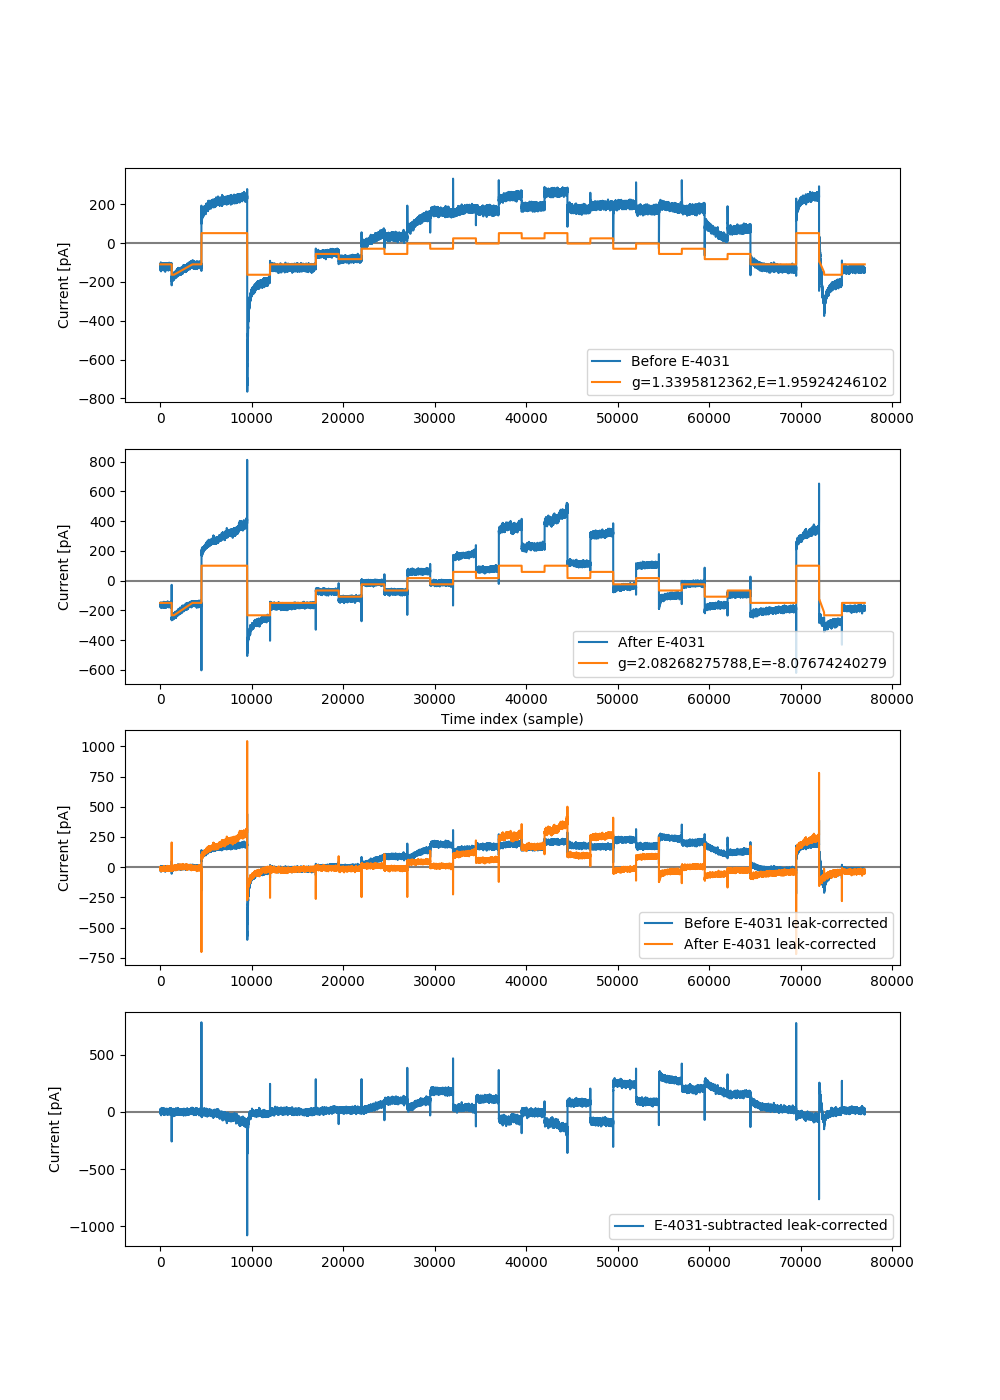 200
0
−200
−400
−600
−800
Current [pA]
Before E-4031
g=1.3395812362,E=1.95924246102
0 10000 20000 30000 40000 50000 60000 70000 80000
800
600
400
200
0
−200
−400
−600
Current [pA]
After E-4031
g=2.08268275788,E=-8.07674240279
0 10000 20000 30000 40000 50000 60000 70000 80000
Time index (sample)
1000
750
500
250
0
−250
−500
−750
Current [pA]
Before E-4031 leak-corrected
After E-4031 leak-corrected
0 10000 20000 30000 40000 50000 60000 70000 80000
500
0
−500
−1000
Current [pA]
E-4031-subtracted leak-corrected
0 10000 20000 30000 40000 50000 60000 70000 80000